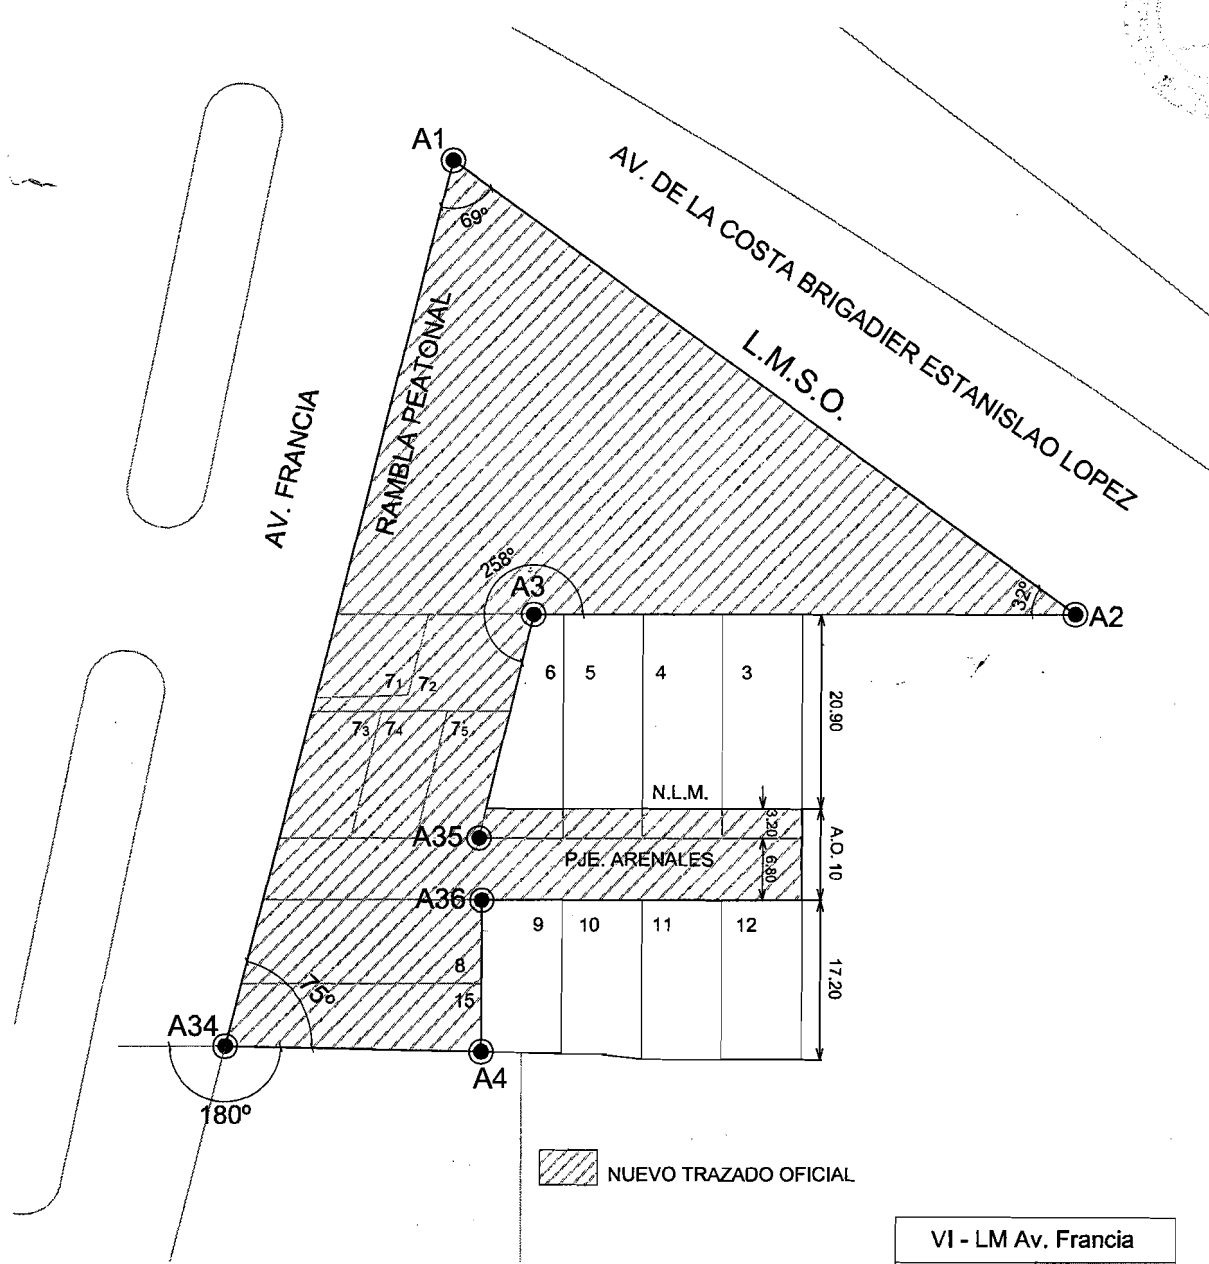 A1
AV. DE LA COSTA BRIGADIER ESTANISLAO LOPEZ
69º
L.M.S.O.
RAMBLA PEATONAL
AV. FRANCIA
258º
A3
32º
A2
6
5
4
3
7₁
7₂
20.90
7₃
7₄
7₅
N.L.M.
3.20
A35
PJE. ARENALES
6.80
A.O. 10
A36
9
10
11
12
8
17.20
75º
15
A34
A4
180º
NUEVO TRAZADO OFICIAL
VI - LM Av. Francia